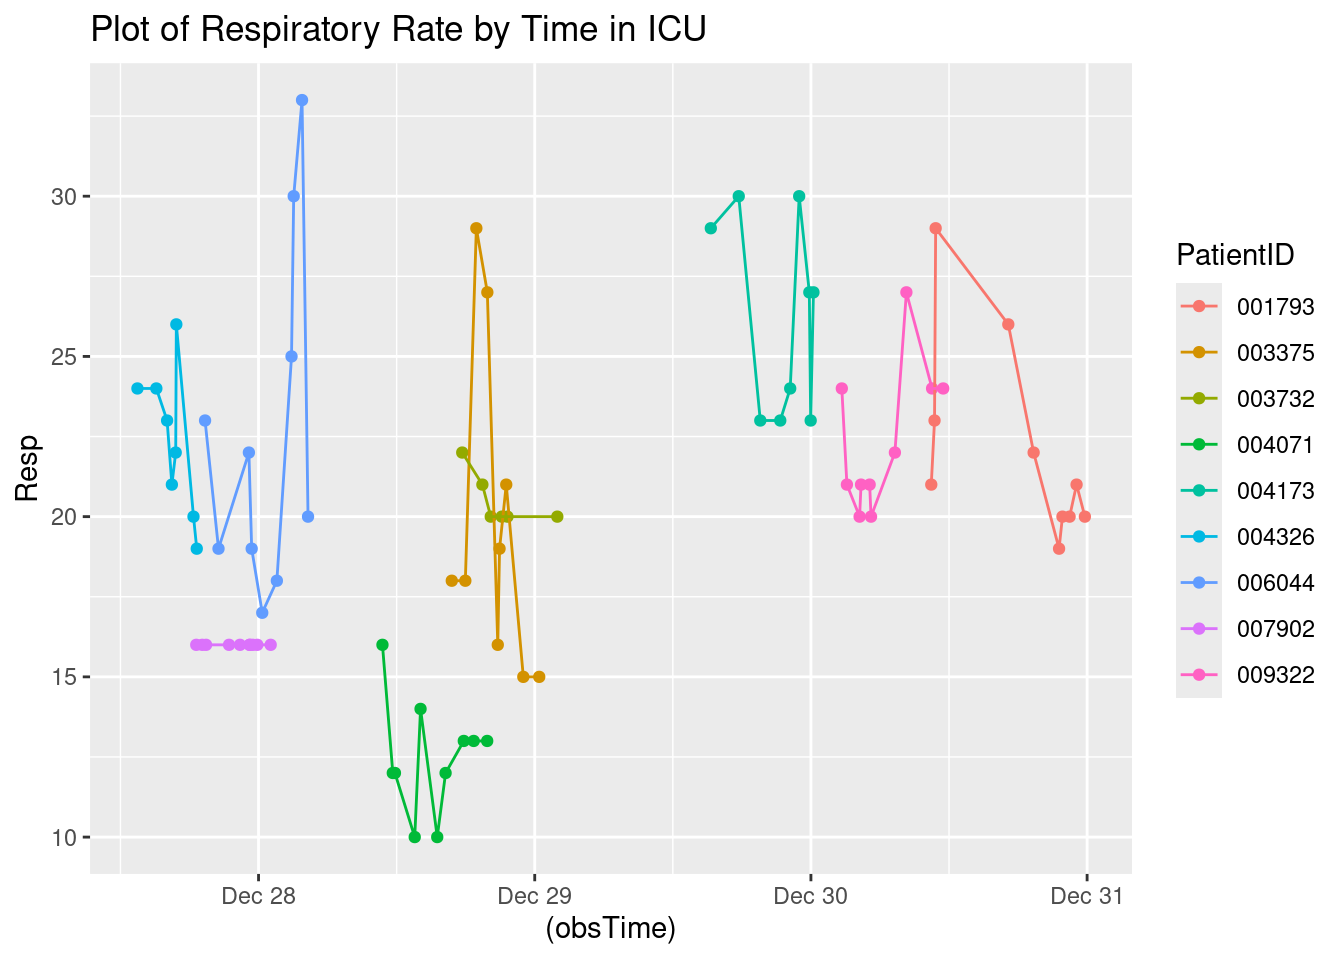 Plot of Respiratory Rate by Time in ICU
Resp
30
25
20
15
10
Dec 28
Dec 29
Dec 30
Dec 31
(obsTime)
PatientID
001793
003375
003732
004071
004173
004326
006044
007902
009322